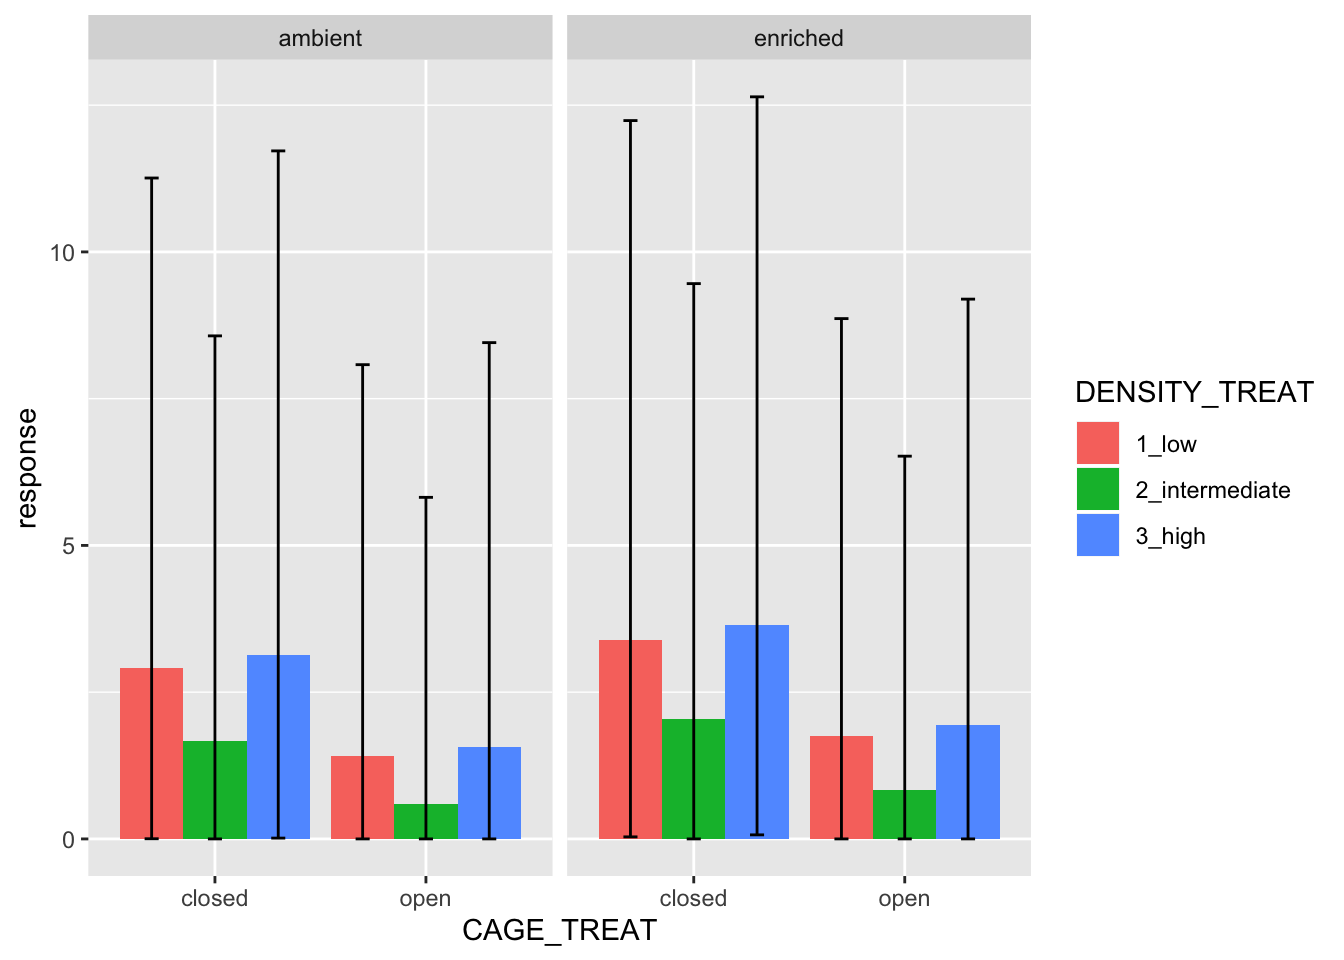 ambient
enriched
10
5
0
response
closed
open
closed
open
CAGE_TREAT
DENSITY_TREAT
1_low
2_intermediate
3_high